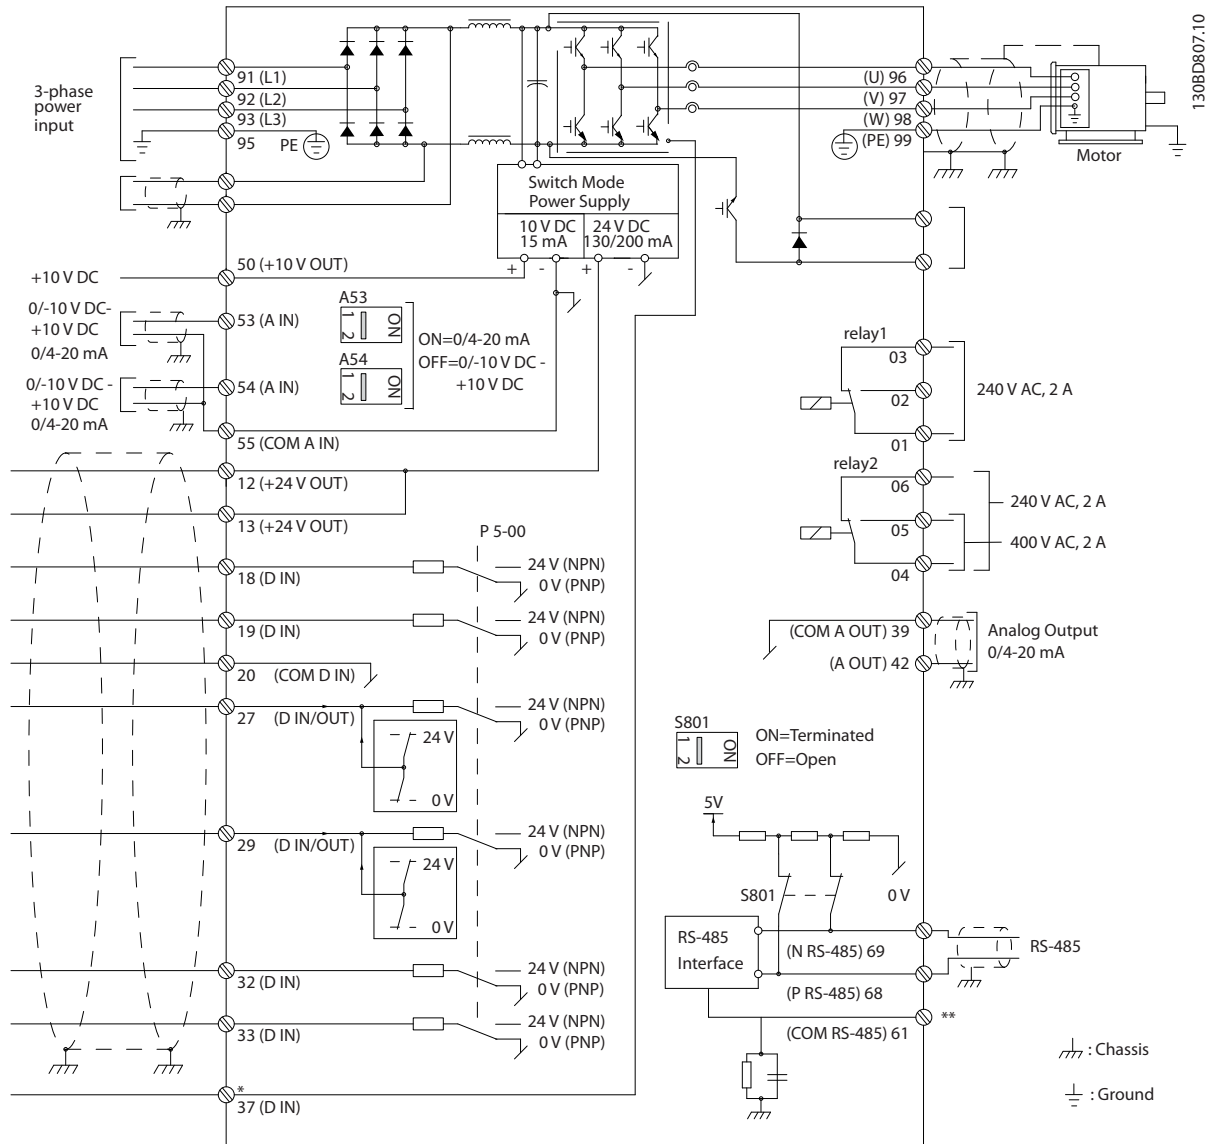 130BD807.10
3-phase
power
input
91 (L1)
92 (L2)
93 (L3)
95
PE
(U) 96
(V) 97
(W) 98
(PE) 99
Motor
Switch Mode
Power Supply
10 V DC
15 mA
24 V DC
130/200 mA
+
-
+
-
50 (+10 V OUT)
+10 V DC
0/-10 V DC-
+10 V DC
0/4-20 mA
53 (A IN)
A53
1
2
ON
A54
1
2
ON
ON=0/4-20 mA
OFF=0/-10 V DC -
+10 V DC
0/-10 V DC -
+10 V DC
0/4-20 mA
54 (A IN)
55 (COM A IN)
12 (+24 V OUT)
13 (+24 V OUT)
relay1
03
02
01
240 V AC, 2 A
relay2
06
05
04
240 V AC, 2 A
400 V AC, 2 A
P 5-00
18 (D IN)
24 V (NPN)
0 V (PNP)
19 (D IN)
24 V (NPN)
0 V (PNP)
20 (COM D IN)
27 (D IN/OUT)
24 V (NPN)
0 V (PNP)
24 V
0 V
29 (D IN/OUT)
24 V (NPN)
0 V (PNP)
24 V
0 V
32 (D IN)
24 V (NPN)
0 V (PNP)
33 (D IN)
24 V (NPN)
0 V (PNP)
*
37 (D IN)
(COM A OUT) 39
(A OUT) 42
Analog Output
0/4-20 mA
S801
1
2
ON
ON=Terminated
OFF=Open
5V
S801
0 V
RS-485
Interface
(N RS-485) 69
(P RS-485) 68
(COM RS-485) 61
RS-485
**
: Chassis
: Ground